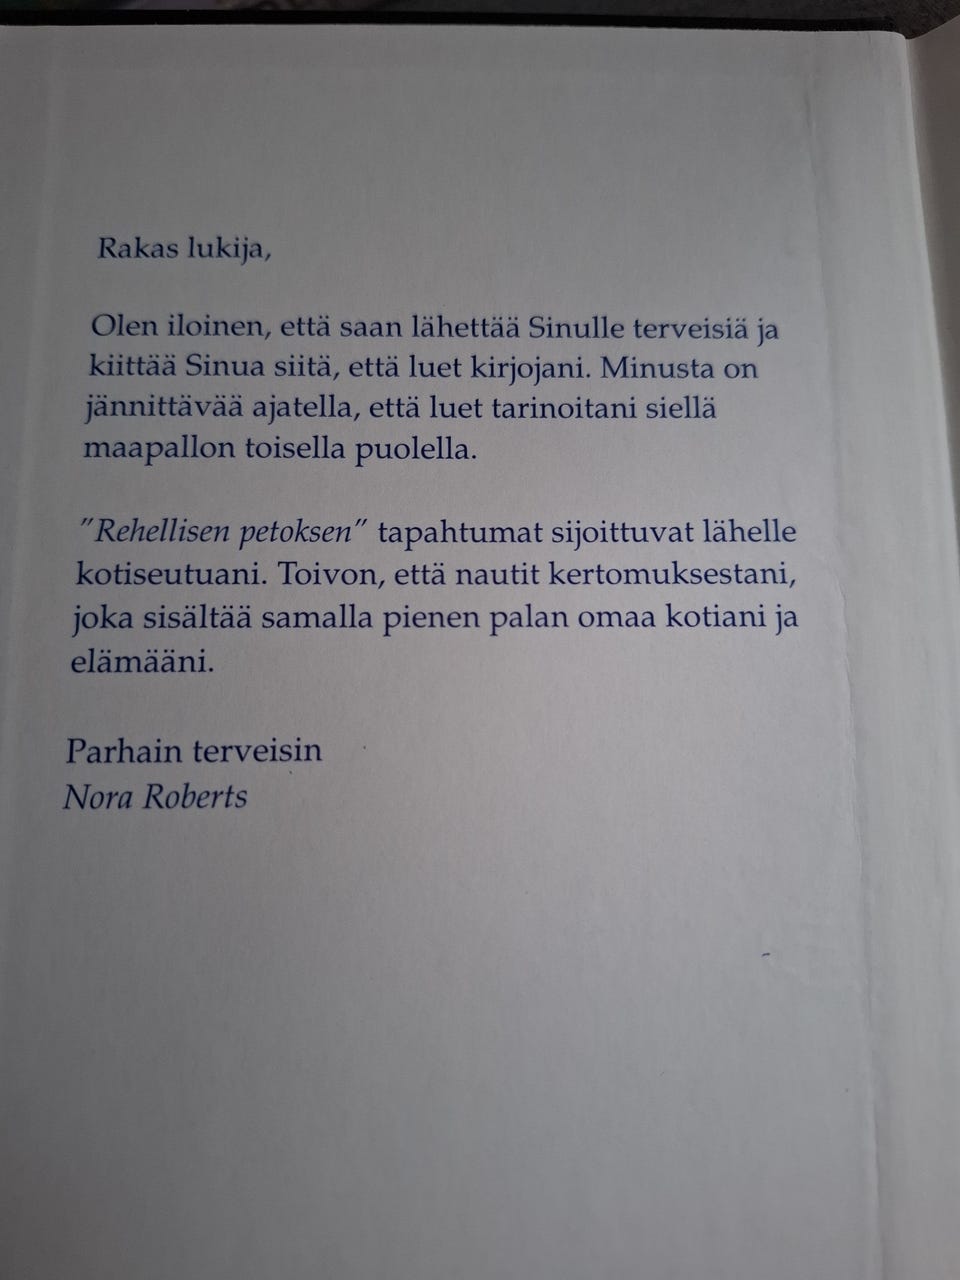 Rakas lukija,
Olen iloinen, että saan lähettää Sinulle terveisiä ja
kiittää Sinua siitä, että luet kirjojani. Minusta on
jännittävää ajatella, että luet tarinoitani siellä
maapallon toisella puolella.
"Rehellisen petoksen" tapahtumat sijoittuvat lähelle
kotiseutuani. Toivon, että nautit kertomuksestani,
joka sisältää samalla pienen palan omaa kotiani ja
elämääni.
Parhain terveisin
Nora Roberts